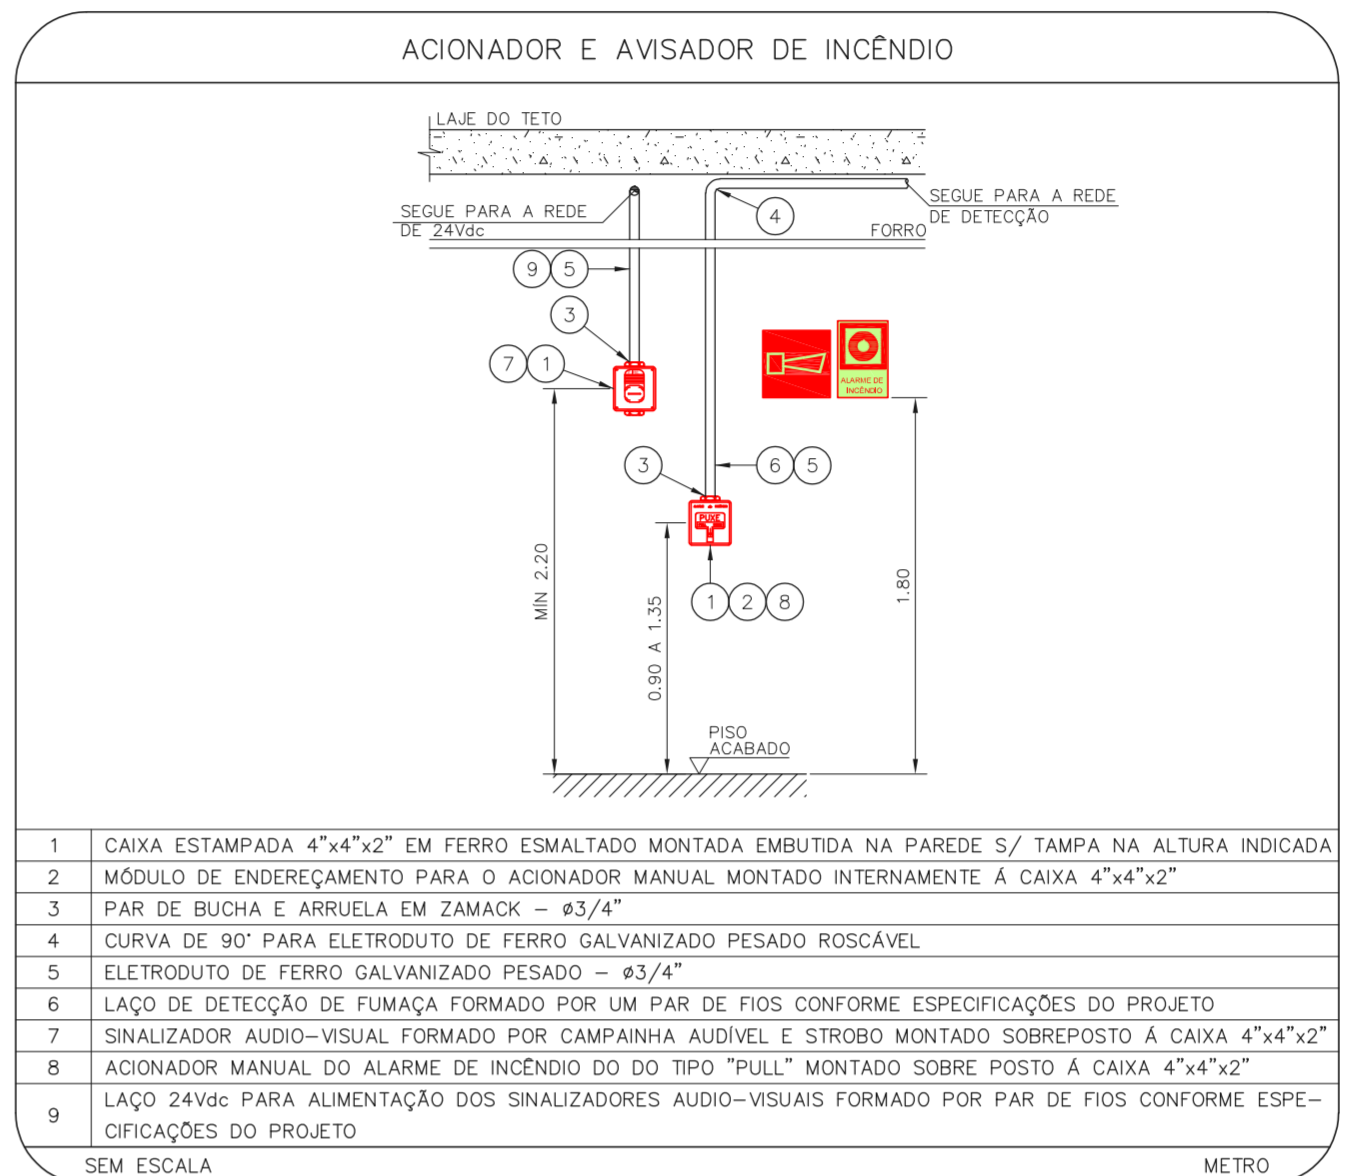 ACIONADOR E AVISADOR DE INCÊNDIO
LAJE DO TETO
SEGUE PARA A REDE
DE 24Vdc
4
SEGUE PARA A REDE
DE DETECÇÃO
FORRO
9 5
3
7 1
ALARME DE
INCÊNDIO
3
6 5
PUXE
1 2 8
MÍN 2.20
0.90 A 1.35
1.80
PISO
ACABADO
1 CAIXA ESTAMPADA 4"x4"x2" EM FERRO ESMALTADO MONTADA EMBUTIDA NA PAREDE S/ TAMPA NA ALTURA INDICADA
2 MÓDULO DE ENDEREÇAMENTO PARA O ACIONADOR MANUAL MONTADO INTERNAMENTE Á CAIXA 4"x4"x2"
3 PAR DE BUCHA E ARRUELA EM ZAMACK – ø3/4"
4 CURVA DE 90° PARA ELETRODUTO DE FERRO GALVANIZADO PESADO ROSCÁVEL
5 ELETRODUTO DE FERRO GALVANIZADO PESADO – ø3/4"
6 LAÇO DE DETECÇÃO DE FUMAÇA FORMADO POR UM PAR DE FIOS CONFORME ESPECIFICAÇÕES DO PROJETO
7 SINALIZADOR AUDIO–VISUAL FORMADO POR CAMPAINHA AUDÍVEL E STROBO MONTADO SOBREPOSTO Á CAIXA 4"x4"x2"
8 ACIONADOR MANUAL DO ALARME DE INCÊNDIO DO DO TIPO "PULL" MONTADO SOBRE POSTO Á CAIXA 4"x4"x2"
9 LAÇO 24Vdc PARA ALIMENTAÇÃO DOS SINALIZADORES AUDIO–VISUAIS FORMADO POR PAR DE FIOS CONFORME ESPE–
CIFICAÇÕES DO PROJETO
SEM ESCALA
METRO